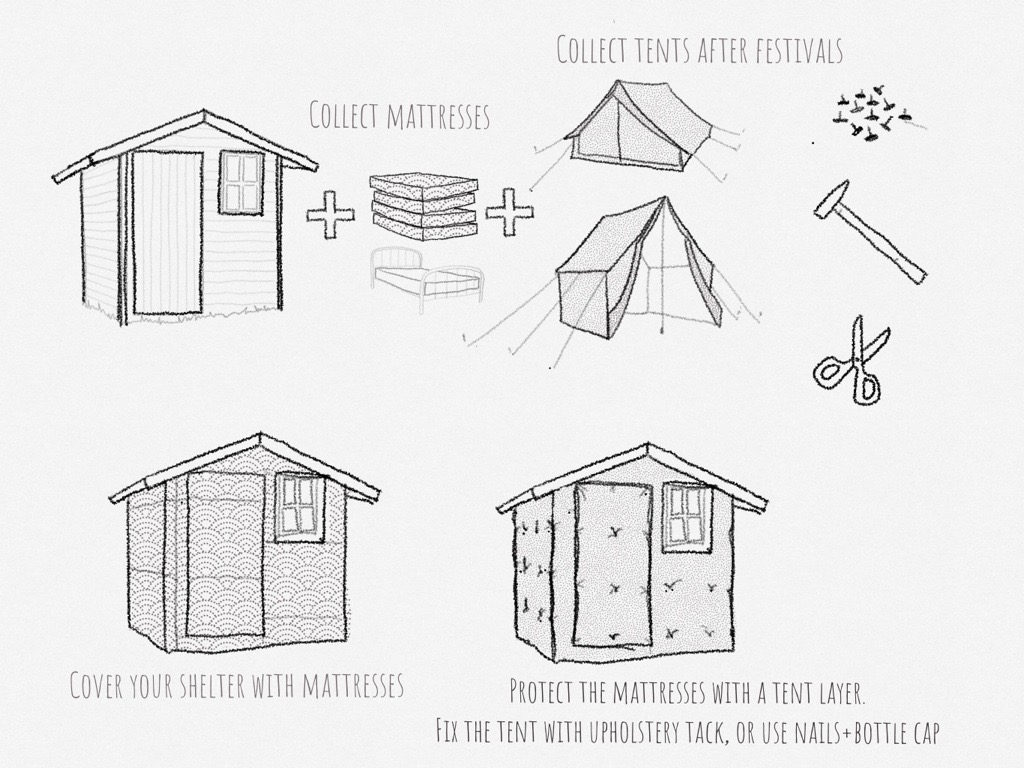 COLLECT TENTS AFTER FESTIVALS
COLLECT MATTRESSES
COVER YOUR SHELTER WITH MATTRESSES
PROTECT THE MATTRESSES WITH A TENT LAYER.
FIX THE TENT WITH UPHOLSTERY TACK, OR USE NAILS+BOTTLE CAP